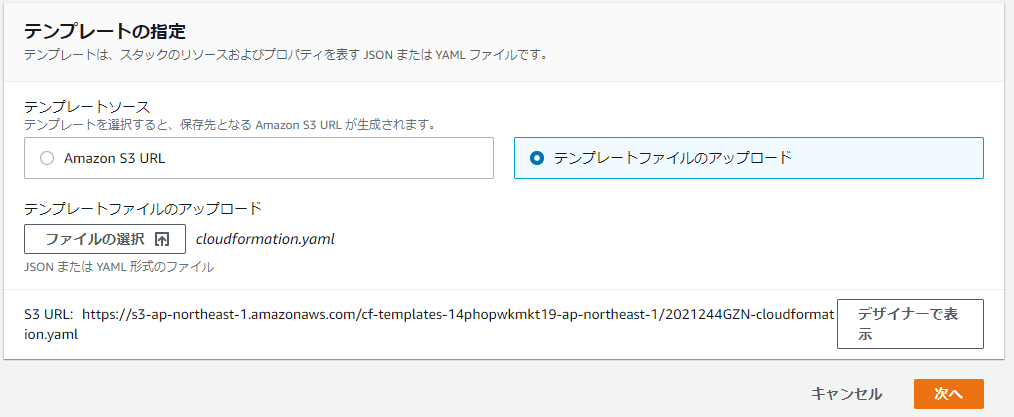 テンプレートの指定
テンプレートは、スタックのリソースおよびプロパティを表す JSON または YAML ファイルです。
テンプレートソース
テンプレートを選択すると、保存先となる Amazon S3 URL が生成されます。
Amazon S3 URL
テンプレートファイルのアップロード
テンプレートファイルのアップロード
ファイルの選択 cloudformation.yaml
JSON または YAML 形式のファイル
S3 URL: https://s3-ap-northeast-1.amazonaws.com/cf-templates-14phopwkmkt19-ap-northeast-1/2021244GZN-cloudformat
ion.yaml
デザイナーで表
示
キャンセル
次へ